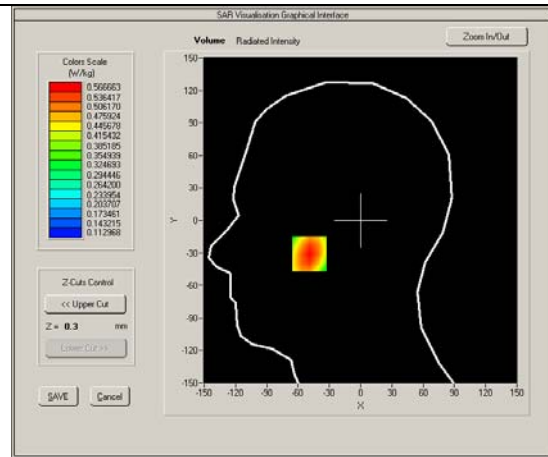 SAR Visualisation Graphical Interface
Volume Radiated Intensity
Zoom In/Out
Colors Scale
(W/kg)
0.566663
0.536417
0.506170
0.475924
0.445678
0.415432
0.385185
0.354939
0.324693
0.294446
0.264200
0.233954
0.203707
0.173461
0.143215
0.112968
Z-Cuts Control
<< Upper Cut
Z = 0.3 mm
Lower Cut >>
SAVE Cancel
150
120
90
60
30
0
-30
-60
-90
-120
-150
Y
-150 -120 -90 -60 -30 0 30 60 90 120 150
X